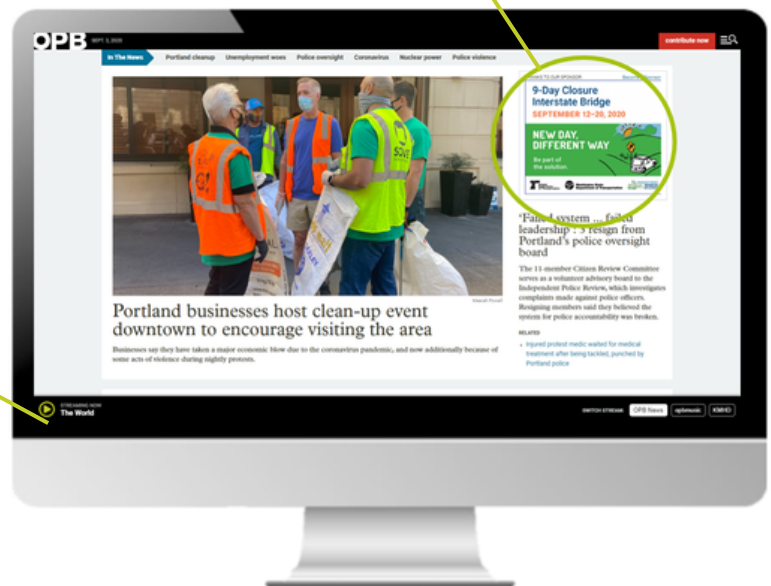 OPB SEPT. 3, 2020
contribute now
In The News Portland cleanup Unemployment woes Police oversight Coronavirus Nuclear power Police violence
THANKS TO OUR SPONSOR
9-Day Closure
Interstate Bridge
SEPTEMBER 12–20, 2020
NEW DAY,
DIFFERENT WAY
Be part of
the solution.
Portland businesses host clean-up event
downtown to encourage visiting the area
Businesses say they have taken a major economic blow due to the coronavirus pandemic, and now additionally because of
some acts of violence during nightly protests.
"Failed system ... failed
leadership": 3 resign from
Portland's police oversight
board
The 11-member Citizen Review Committee
serves as a volunteer advisory board to the
Independent Police Review, which investigates
complaints made against police officers.
Resigning members said they believed the
system for police accountability was broken.
RELATED
Injured protest medic waited for medical
treatment after being tackled, punched by
Portland police
STREAMING NOW
The World
SWITCH STREAM: OPB News opbmusic KMHD